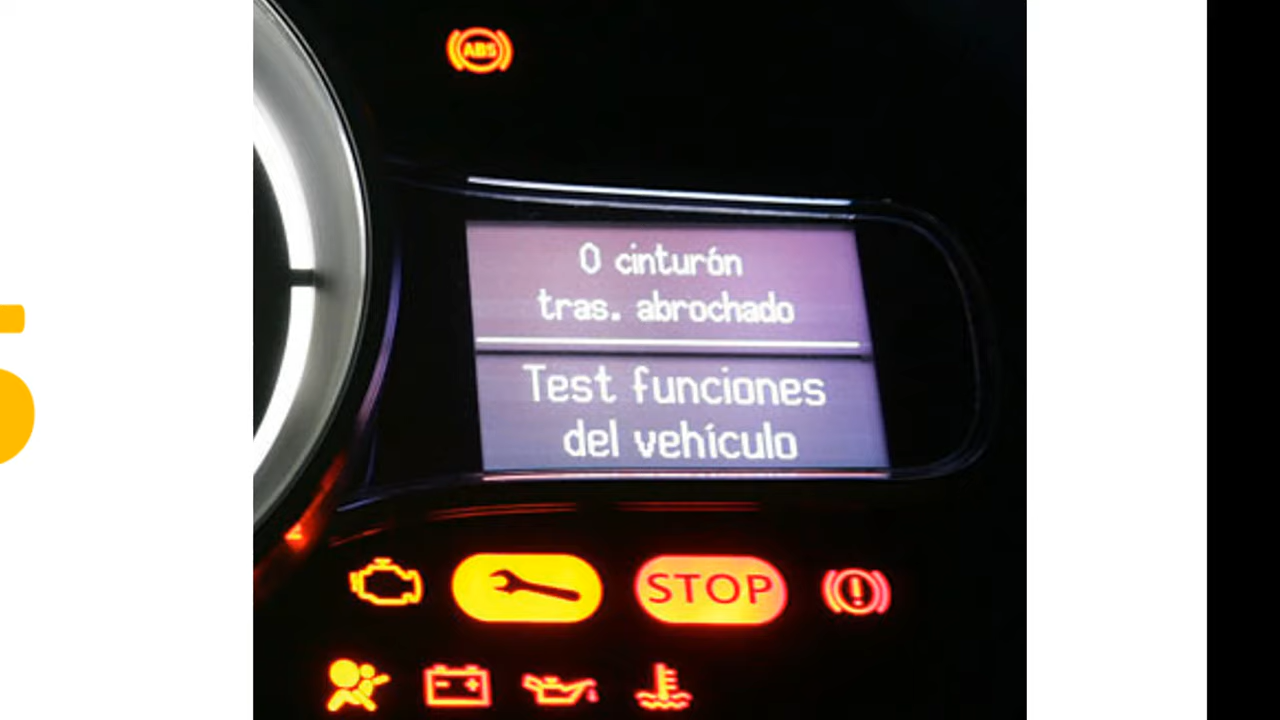 ABS
0 cinturón
tras. abrochado
Test funciones
del vehículo
STOP